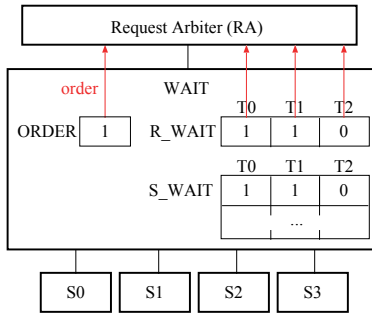 Request Arbiter (RA)
order
WAIT
T0 T1 T2
ORDER 1 R_WAIT 1 1 0
T0 T1 T2
S_WAIT 1 1 0
...
S0 S1 S2 S3